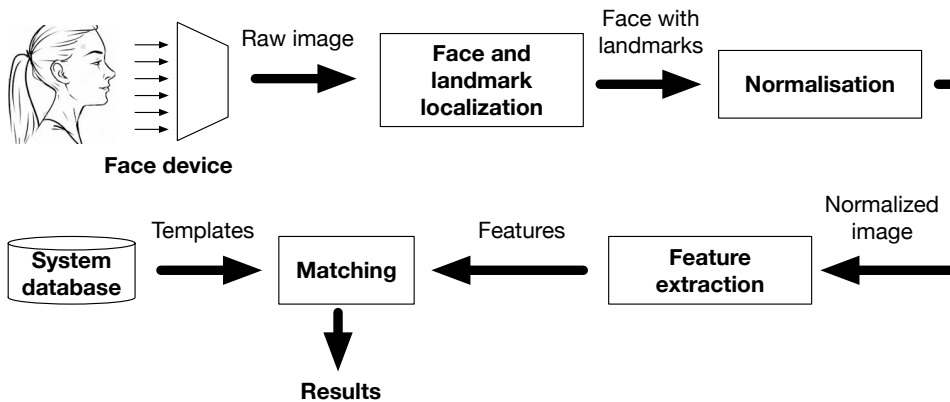 Raw image
Face and
landmark
localization
Face with
landmarks
Normalisation
Face device
System
database
Templates
Matching
Features
Feature
extraction
Normalized
image
Results